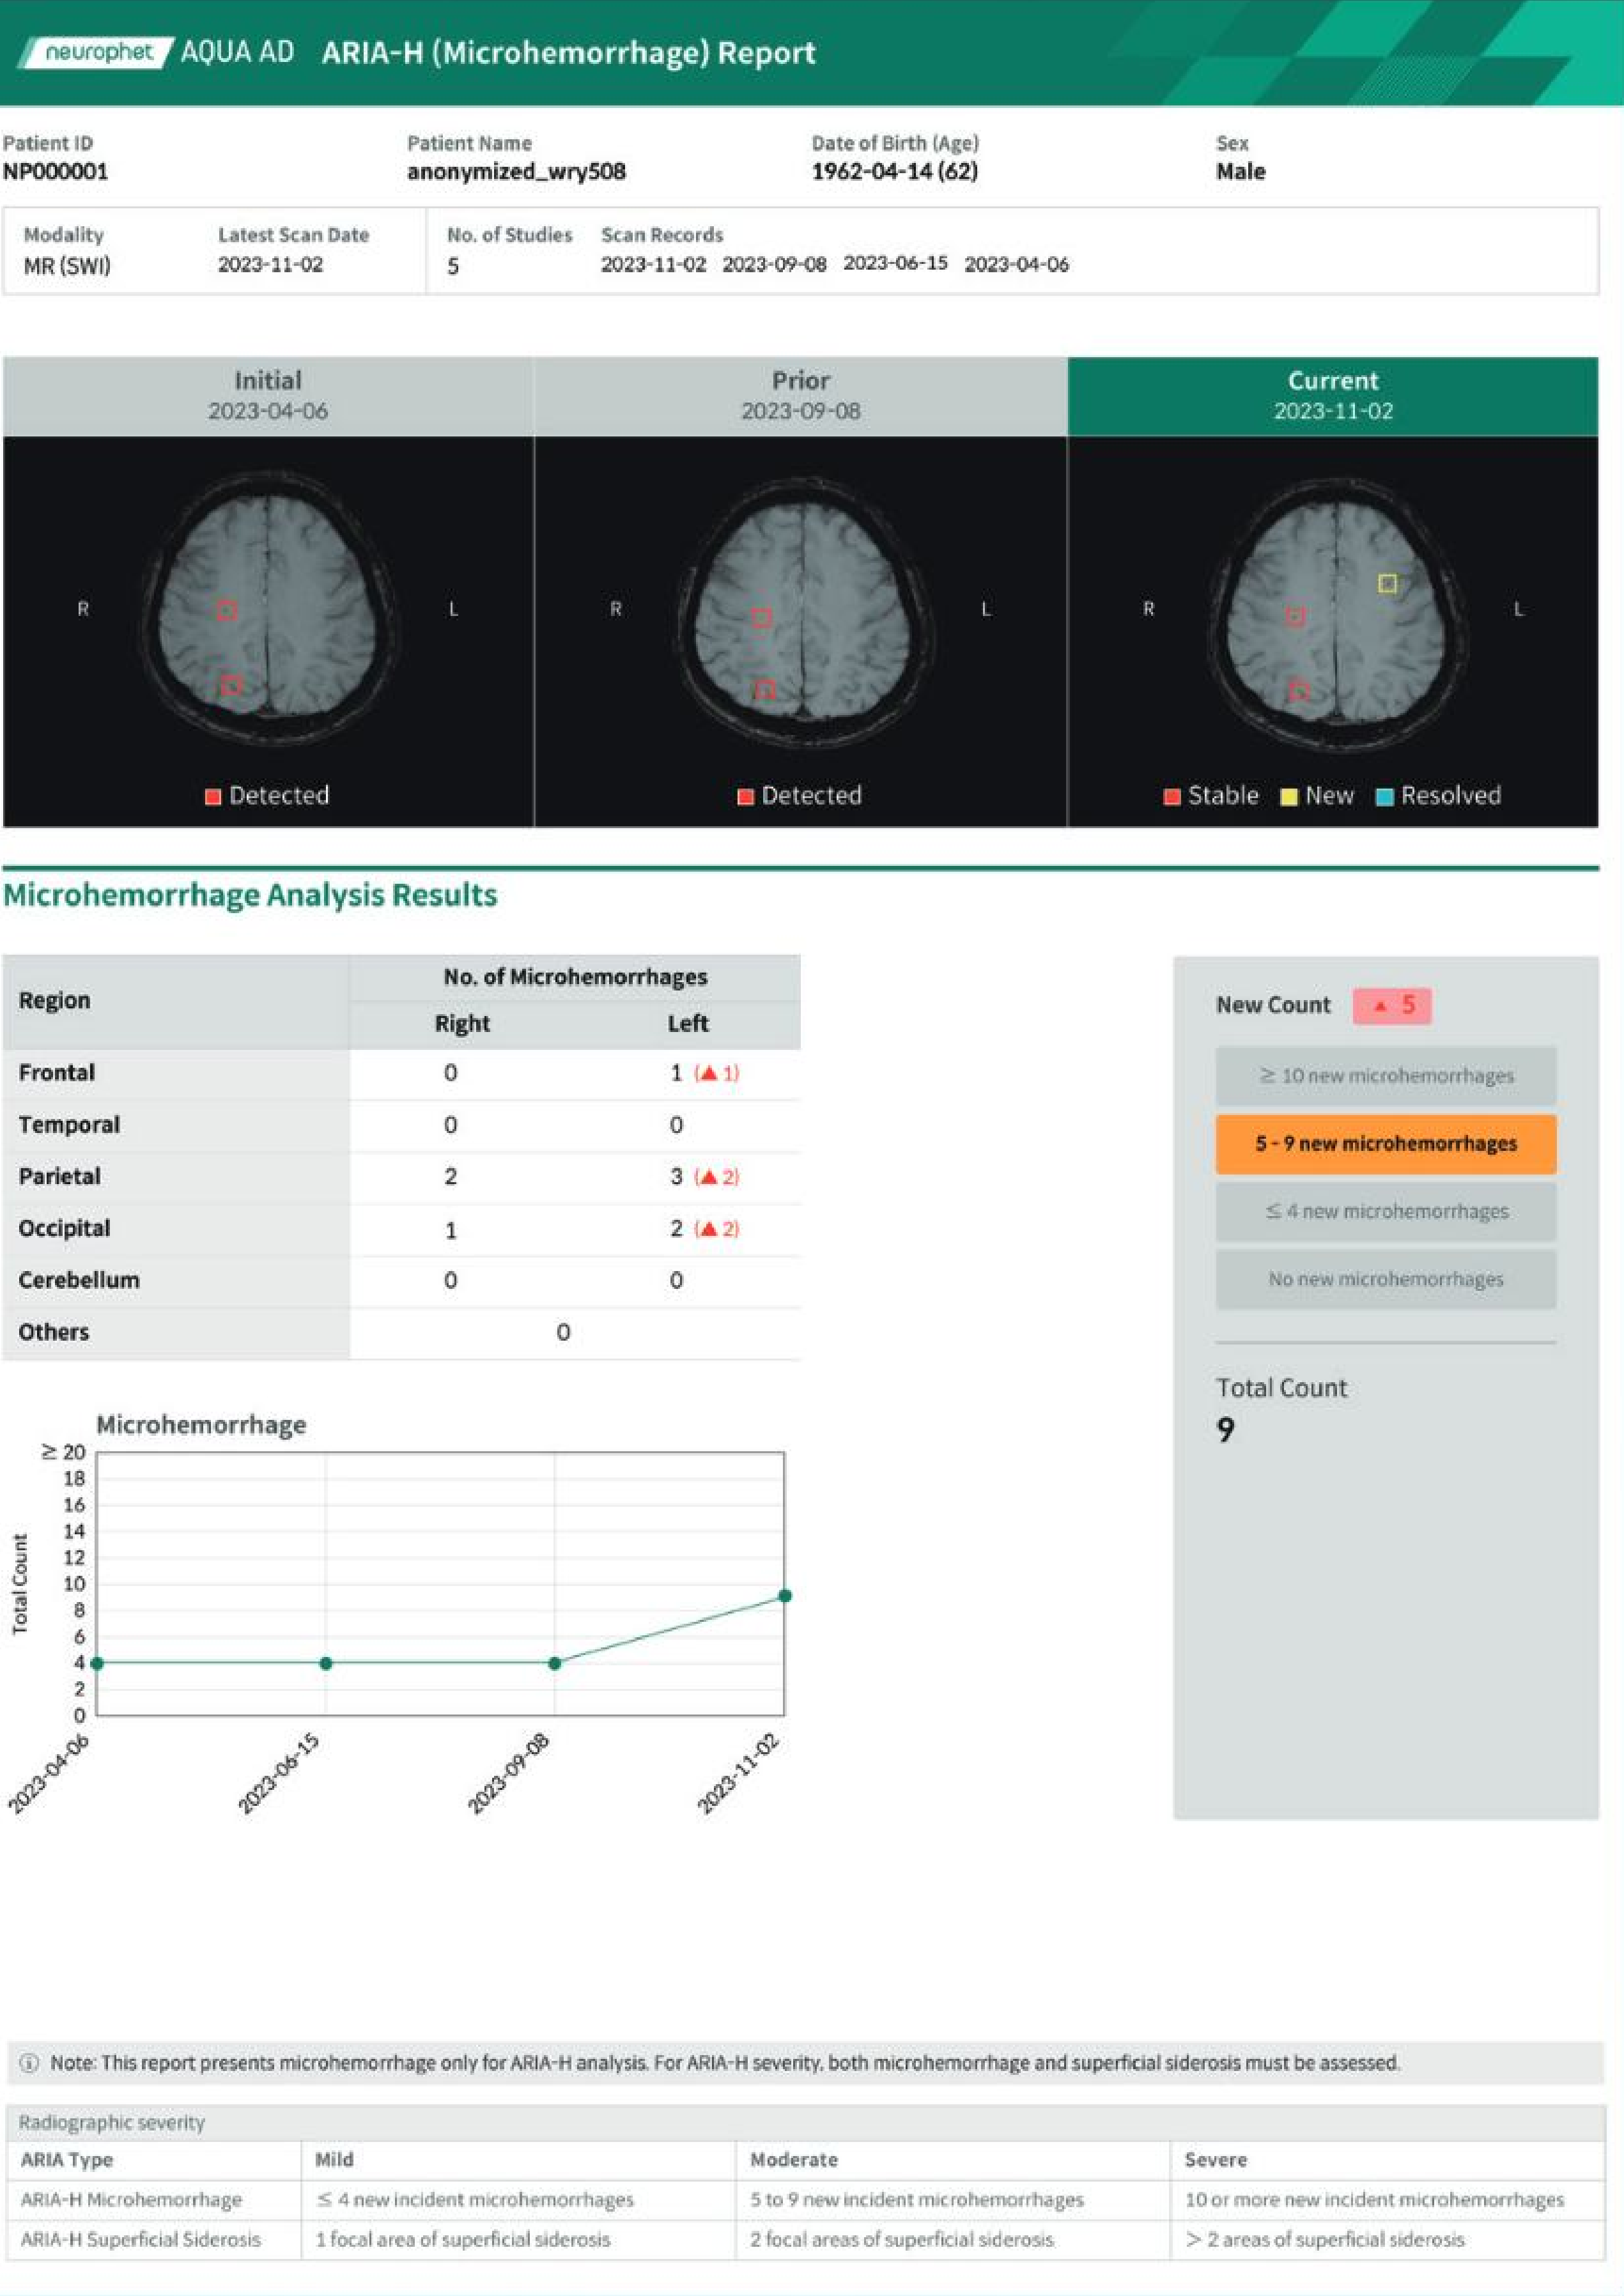 neurophet AQUA AD ARIA-H (Microhemorrhage) Report
Patient ID Patient Name Date of Birth (Age) Sex
NP000001 anonymized_wry508 1962-04-14 (62) Male
Modality Latest Scan Date No. of Studies Scan Records
MR (SWI) 2023-11-02 5 2023-11-02 2023-09-08 2023-06-15 2023-04-06
Initial Prior Current
2023-04-06 2023-09-08 2023-11-02
R L R L R L
Detected Detected Stable New Resolved
Microhemorrhage Analysis Results
Region No. of Microhemorrhages
Right Left
Frontal 0 1 (▲ 1)
Temporal 0 0
Parietal 2 3 (▲ 2)
Occipital 1 2 (▲ 2)
Cerebellum 0 0
Others 0
New Count ▲ 5
≥ 10 new microhemorrhages
5 - 9 new microhemorrhages
≤ 4 new microhemorrhages
No new microhemorrhages
Total Count
9
Microhemorrhage
Total Count
≥ 20
18
16
14
12
10
8
6
4
2
0
2023-04-06 2023-06-15 2023-09-08 2023-11-02
Note: This report presents microhemorrhage only for ARIA-H analysis. For ARIA-H severity, both microhemorrhage and superficial siderosis must be assessed.
Radiographic severity
ARIA Type Mild Moderate Severe
ARIA-H Microhemorrhage ≤ 4 new incident microhemorrhages 5 to 9 new incident microhemorrhages 10 or more new incident microhemorrhages
ARIA-H Superficial Siderosis 1 focal area of superficial siderosis 2 focal areas of superficial siderosis > 2 areas of superficial siderosis